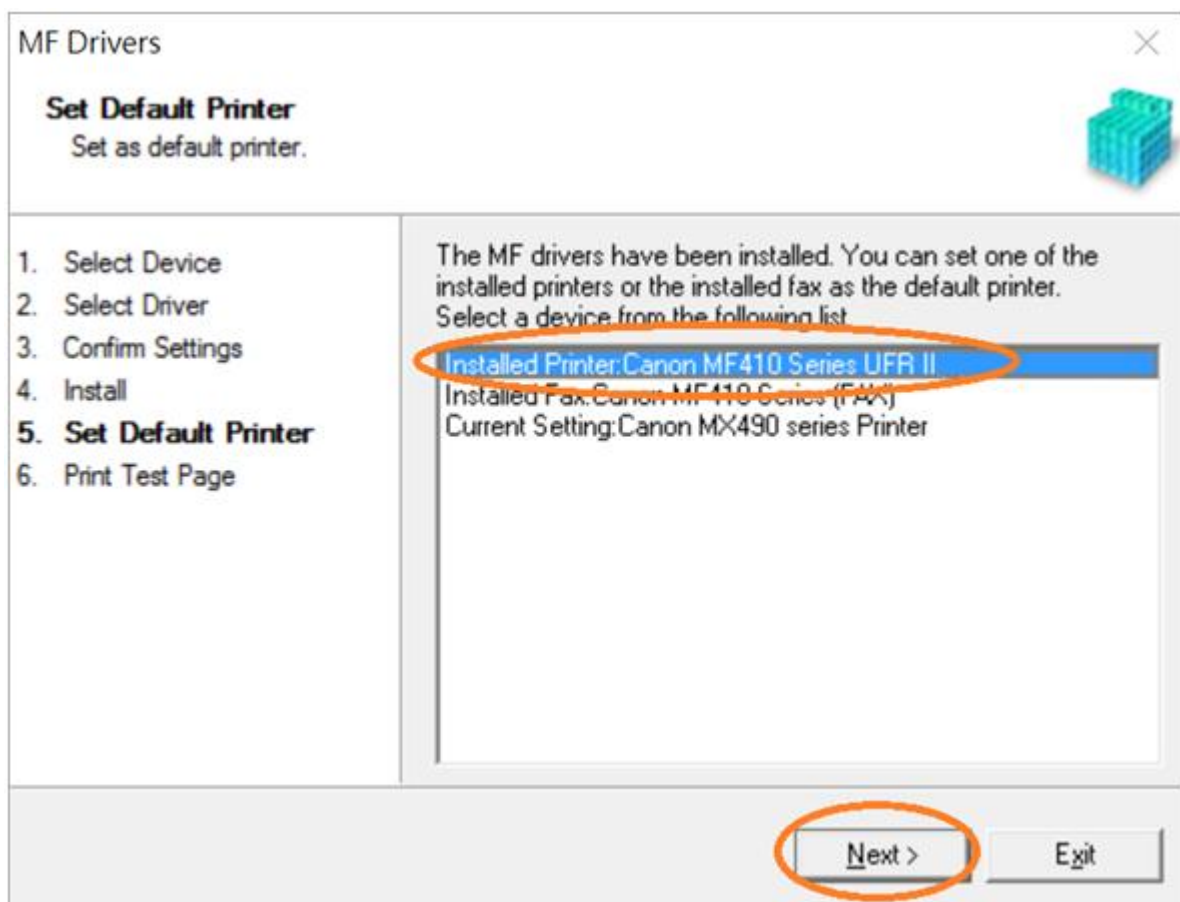 MF Drivers
Set Default Printer
Set as default printer.
1. Select Device
2. Select Driver
3. Confirm Settings
4. Install
5. Set Default Printer
6. Print Test Page
The MF drivers have been installed. You can set one of the
installed printers or the installed fax as the default printer.
Select a device from the following list.
Installed Printer:Canon MF410 Series UFR II
Installed Fax:Canon MF410 Series (FAX)
Current Setting:Canon MX490 series Printer
Next >
Exit